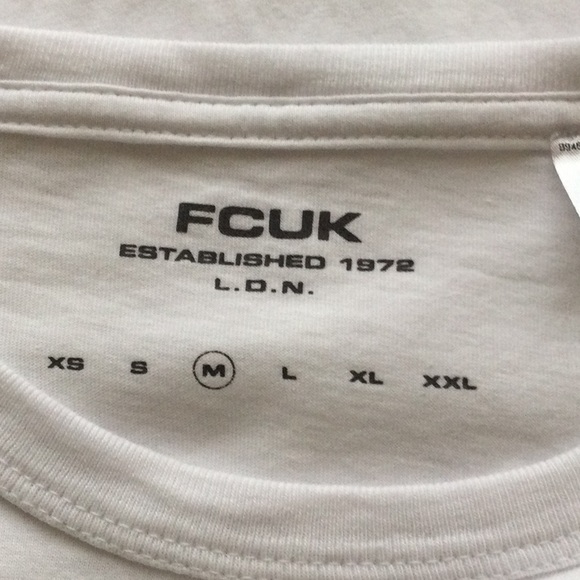 FCUK
ESTABLISHED 1972
L.D.N.
XS S M L XL XXL